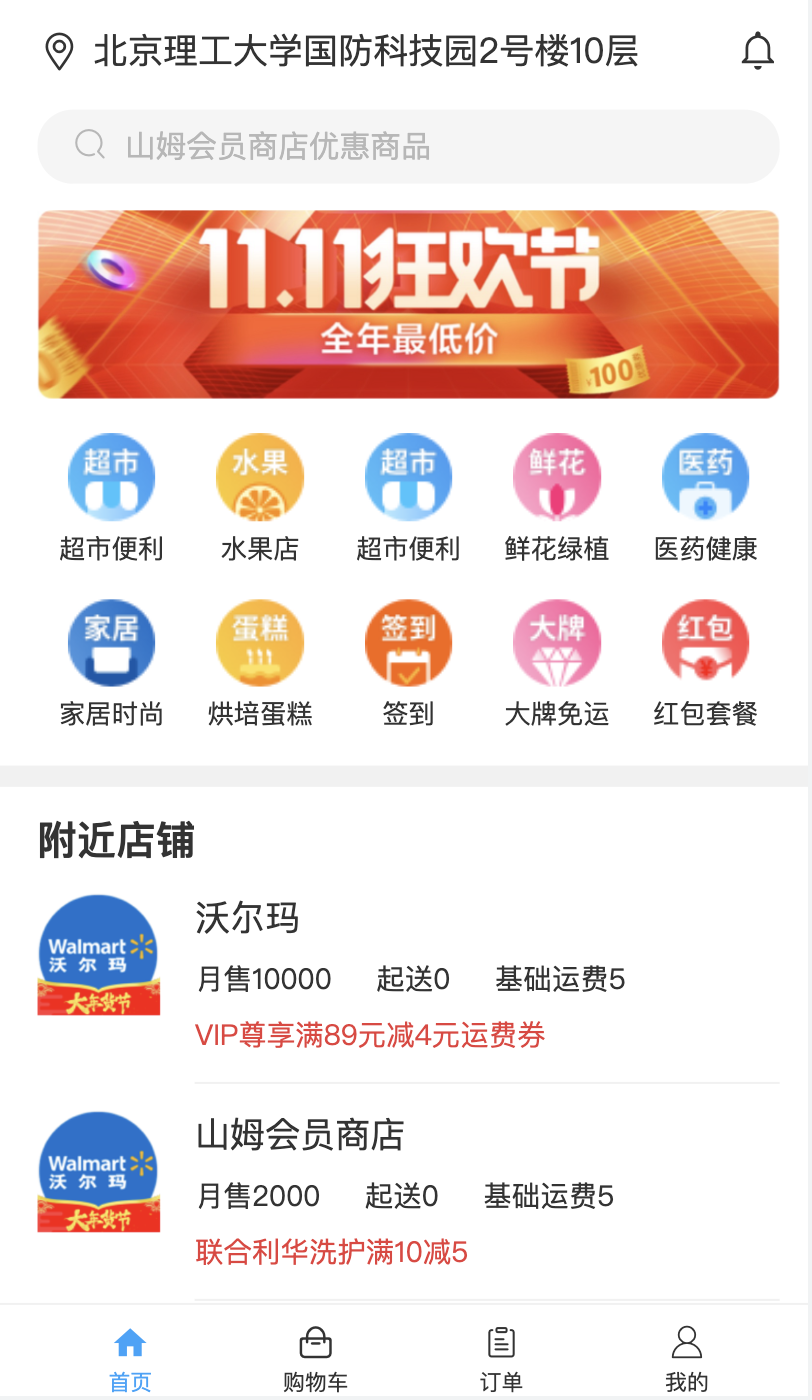 北京理工大学国防科技园2号楼10层
山姆会员商店优惠商品
11.11狂欢节
全年最低价
¥100
超市 水果 超市 鲜花 医药
超市便利 水果店 超市便利 鲜花绿植 医药健康
家居 蛋糕 签到 大牌 红包
家居时尚 烘培蛋糕 签到 大牌免运 红包套餐
附近店铺
Walmart
沃尔玛
大年货节
沃尔玛
月售10000 起送0 基础运费5
VIP尊享满89元减4元运费券
Walmart
沃尔玛
大年货节
山姆会员商店
月售2000 起送0 基础运费5
联合利华洗护满10减5
首页 购物车 订单 我的